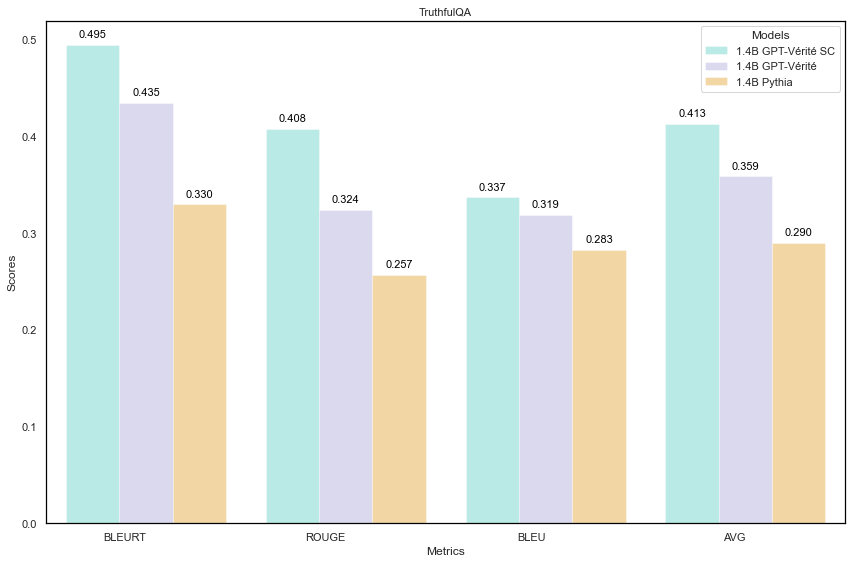 TruthfulQA
Models
1.4B GPT-Vérité SC
1.4B GPT-Vérité
1.4B Pythia
0.5
0.4
0.3
0.2
0.1
0.0
Scores
0.495
0.435
0.330
0.408
0.324
0.257
0.337
0.319
0.283
0.413
0.359
0.290
BLEURT
ROUGE
BLEU
AVG
Metrics